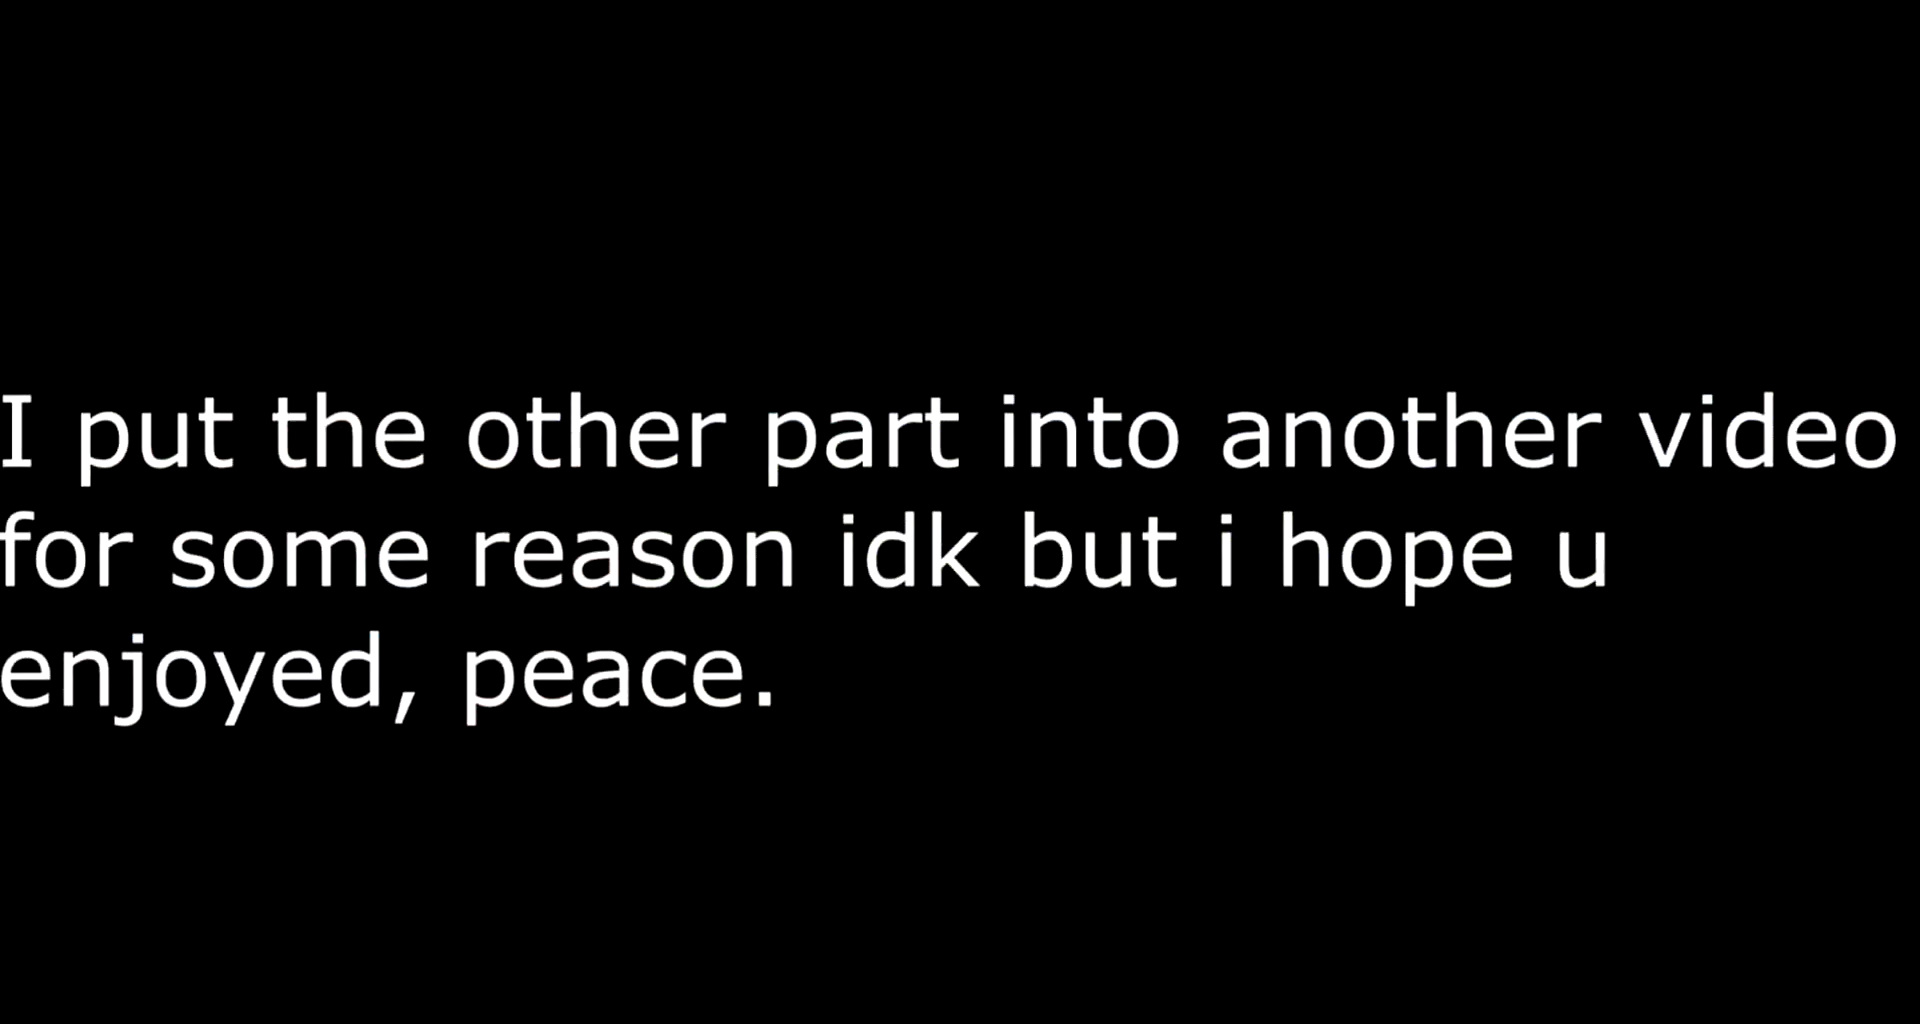 I put the other part into another video
for some reason idk but i hope u
enjoyed, peace.